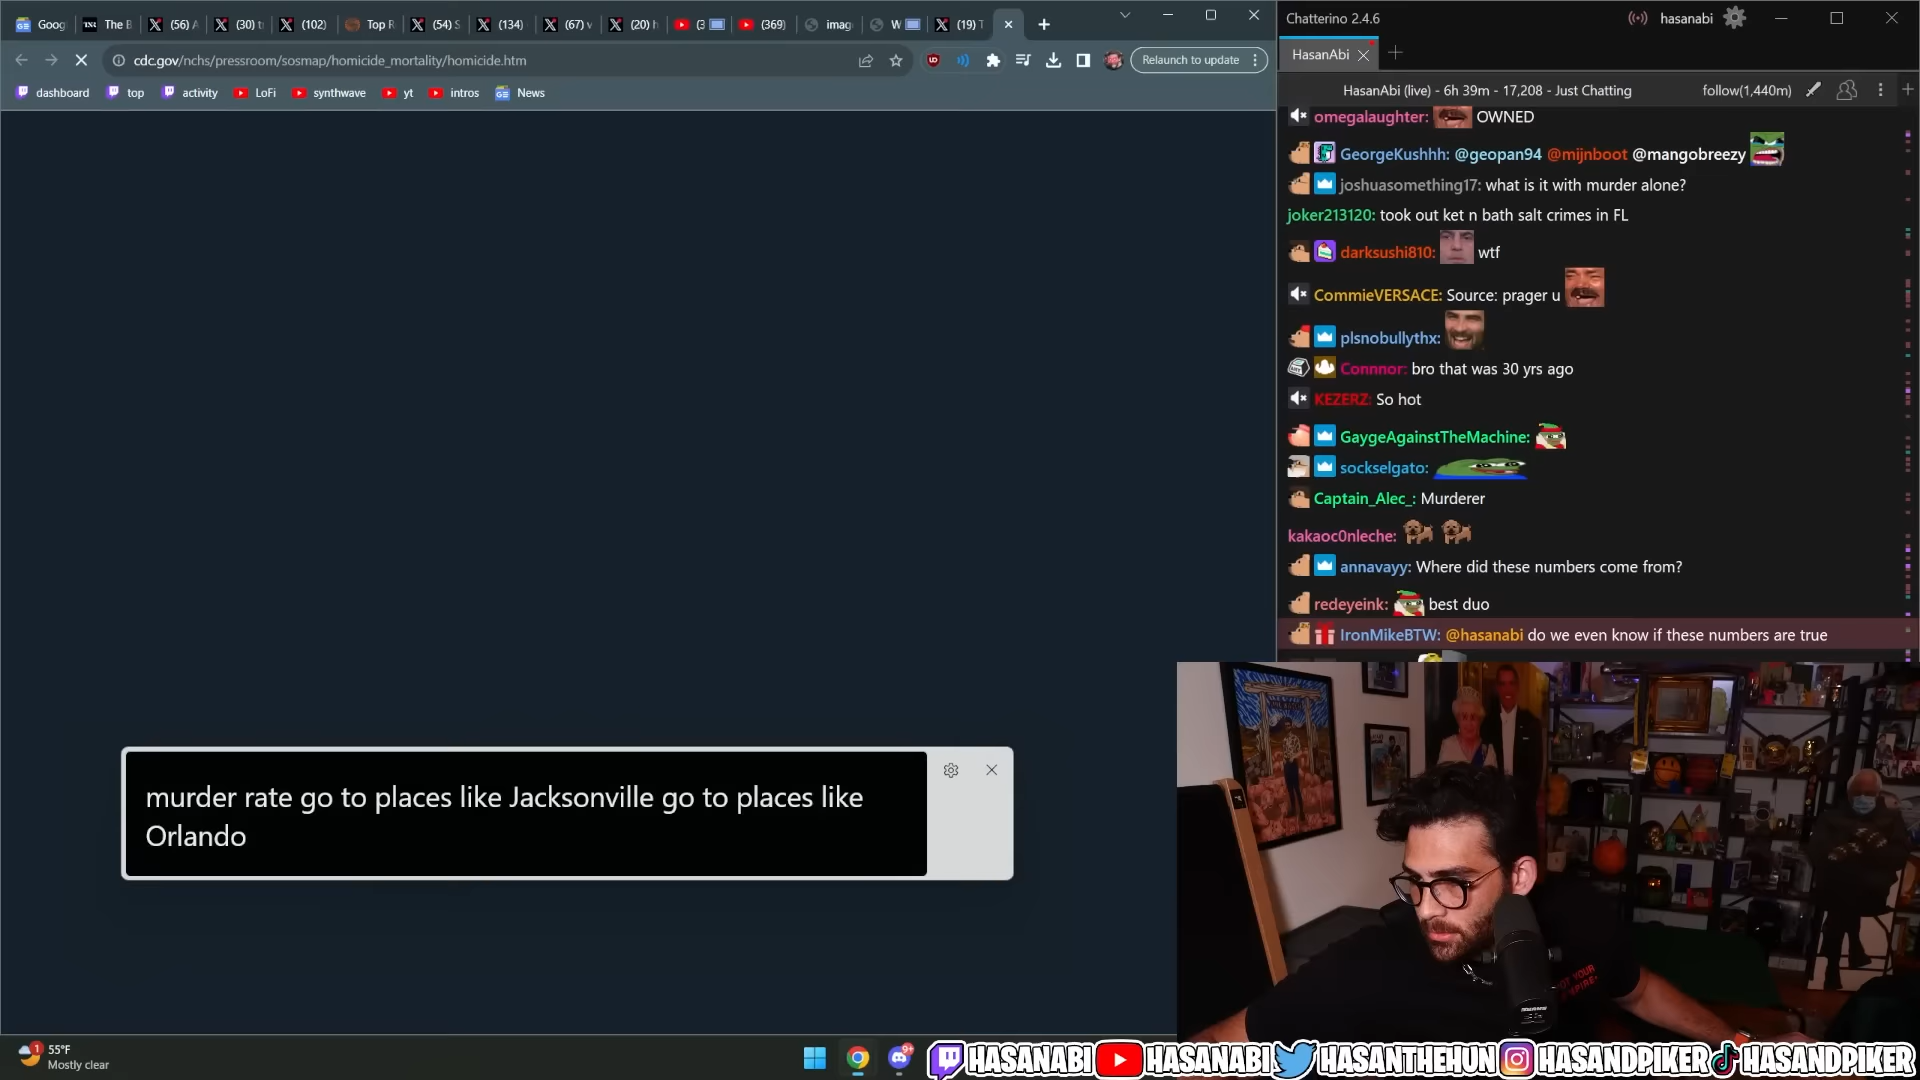 Goog
The B
(56) A
(30) t
(102)
Top R
(54) S
(134)
(67) v
(20) h
(3
(369)
imag
W
(19) T
cdc.gov/nchs/pressroom/sosmap/homicide_mortality/homicide.htm
Relaunch to update
dashboard
top
activity
LoFi
synthwave
yt
intros
News
murder rate go to places like Jacksonville go to places like
Orlando
55°F
Mostly clear
Chatterino 2.4.6
hasanabi
HasanAbi
HasanAbi (live) - 6h 39m - 17,208 - Just Chatting
follow(1,440m)
omegalaughter: OWNED
GeorgeKushhh: @geopan94 @mijnboot @mangobreezy
joshuasomething17: what is it with murder alone?
joker213120: took out ket n bath salt crimes in FL
darksushi810: wtf
CommieVERSACE: Source: prager u
plsnobullythx:
Connnor: bro that was 30 yrs ago
KEZERZ: So hot
GaygeAgainstTheMachine:
sockselgato:
Captain_Alec_: Murderer
kakaoc0nleche:
annavayy: Where did these numbers come from?
redeyeink: best duo
IronMikeBTW: @hasanabi do we even know if these numbers are true
HASANABI HASANABI HASANTHEHUN HASANDPIKER HASANDPIKER